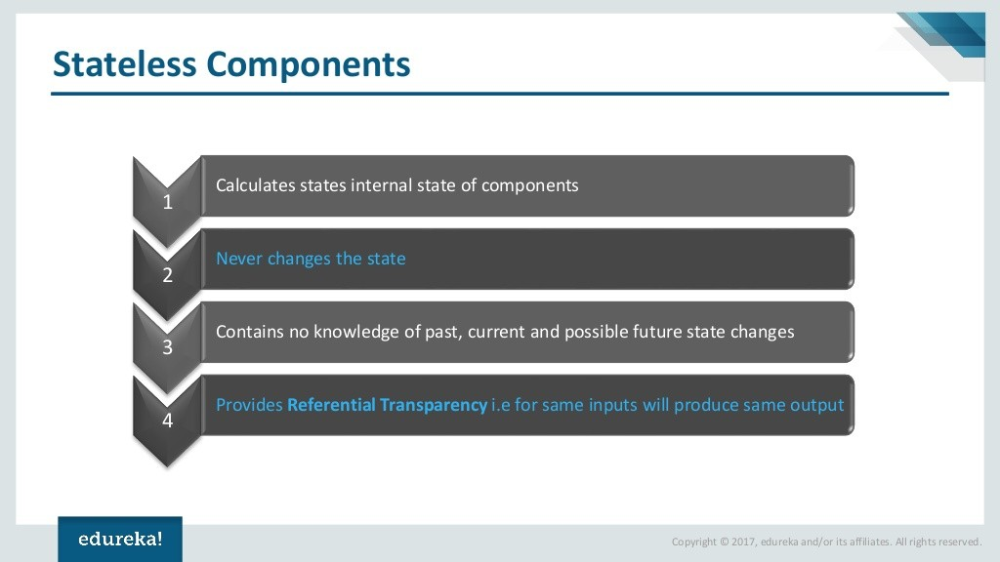 Stateless Components
1
Calculates states internal state of components
2
Never changes the state
3
Contains no knowledge of past, current and possible future state changes
4
Provides Referential Transparency i.e for same inputs will produce same output
edureka!
Copyright © 2017, edureka and/or its affiliates. All rights reserved.